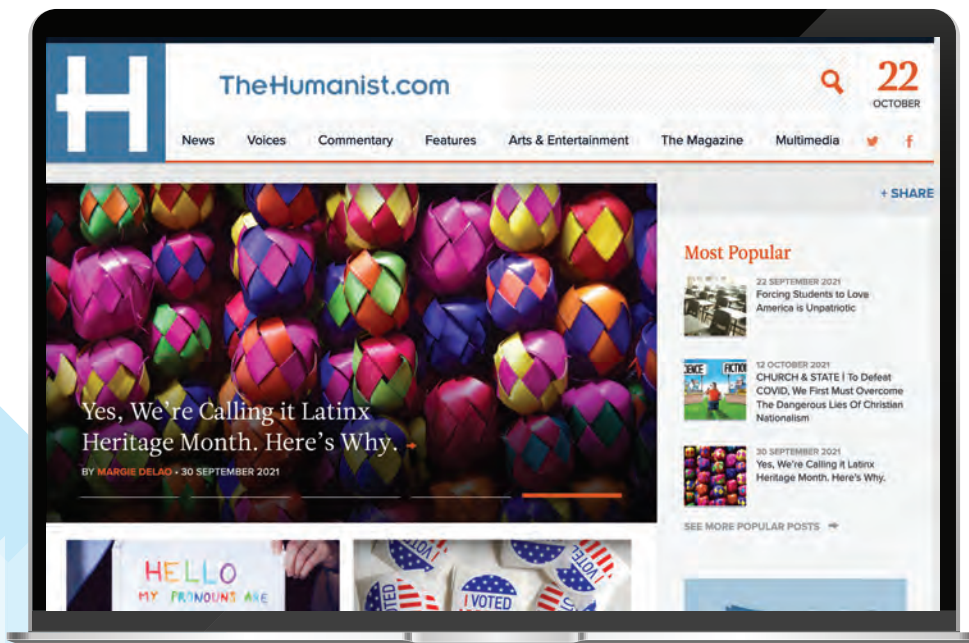 H
TheHumanist.com
22
OCTOBER
News Voices Commentary Features Arts & Entertainment The Magazine Multimedia
+ SHARE
Yes, We're Calling it Latinx
Heritage Month. Here's Why.
BY MARGIE DELAO • 30 SEPTEMBER 2021
Most Popular
22 SEPTEMBER 2021
Forcing Students to Love
America is Unpatriotic
12 OCTOBER 2021
CHURCH & STATE | To Defeat
COVID, We First Must Overcome
The Dangerous Lies Of Christian
Nationalism
30 SEPTEMBER 2021
Yes, We're Calling it Latinx
Heritage Month. Here's Why.
SEE MORE POPULAR POSTS
HELLO
MY PRONOUNS ARE
VOTED
I VOTED